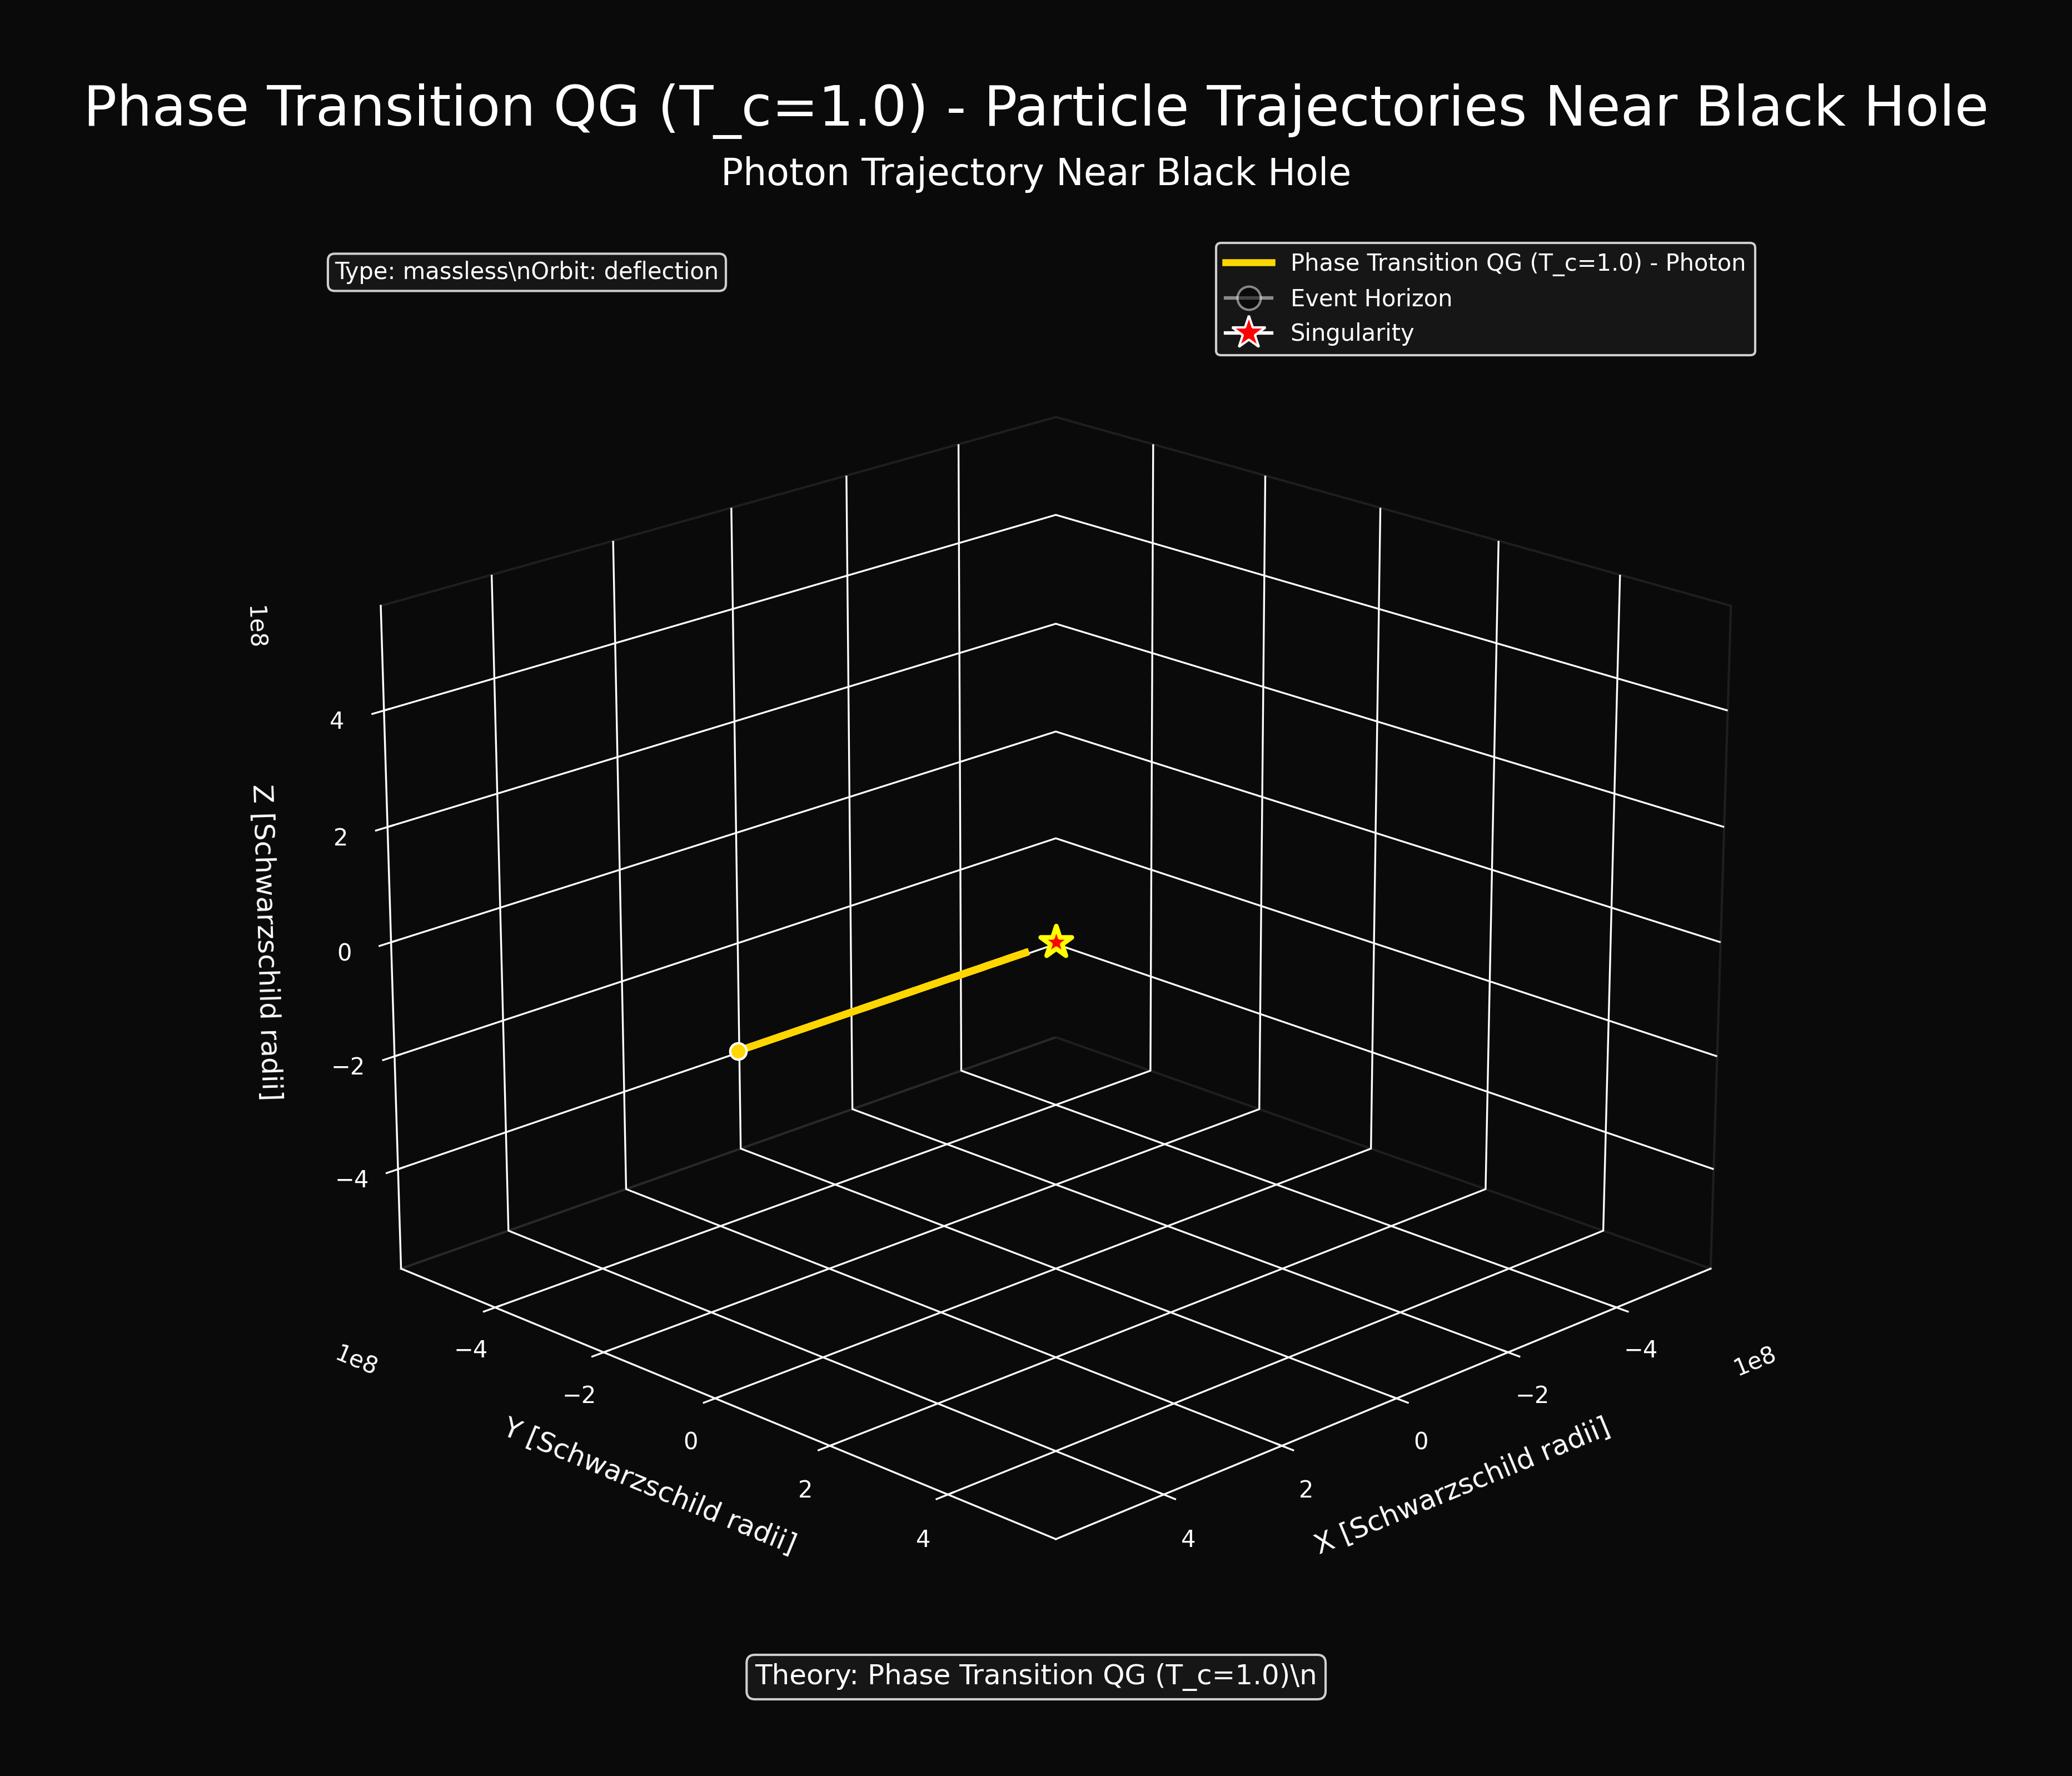 Phase Transition QG (T_c=1.0) - Particle Trajectories Near Black Hole
Photon Trajectory Near Black Hole
Type: massless\nOrbit: deflection
Phase Transition QG (T_c=1.0) - Photon
Event Horizon
Singularity
1e8
4
2
0
−2
−4
Z [Schwarzschild radii]
1e8
−4
−2
0
2
4
Y [Schwarzschild radii]
1e8
−4
−2
0
2
4
X [Schwarzschild radii]
Theory: Phase Transition QG (T_c=1.0)\n